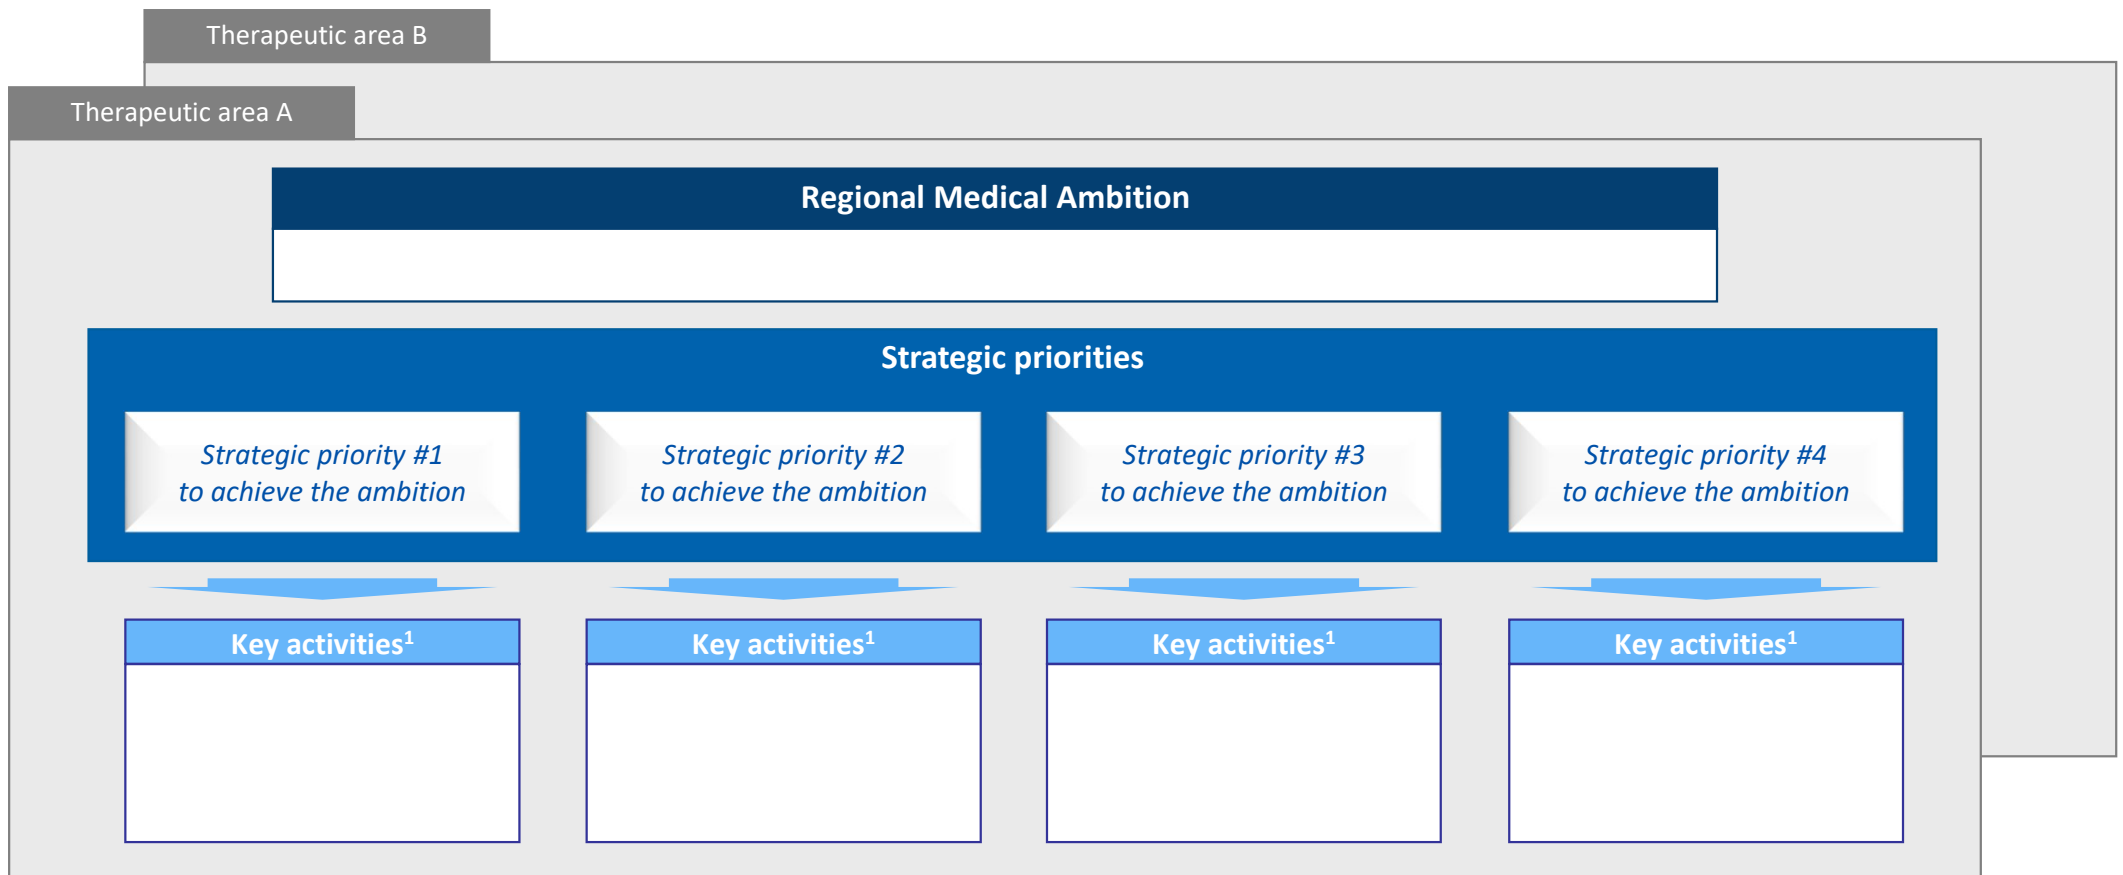 Therapeutic area B
Therapeutic area A
Regional Medical Ambition
Strategic priorities
Strategic priority #1
to achieve the ambition
Strategic priority #2
to achieve the ambition
Strategic priority #3
to achieve the ambition
Strategic priority #4
to achieve the ambition
Key activities¹
Key activities¹
Key activities¹
Key activities¹